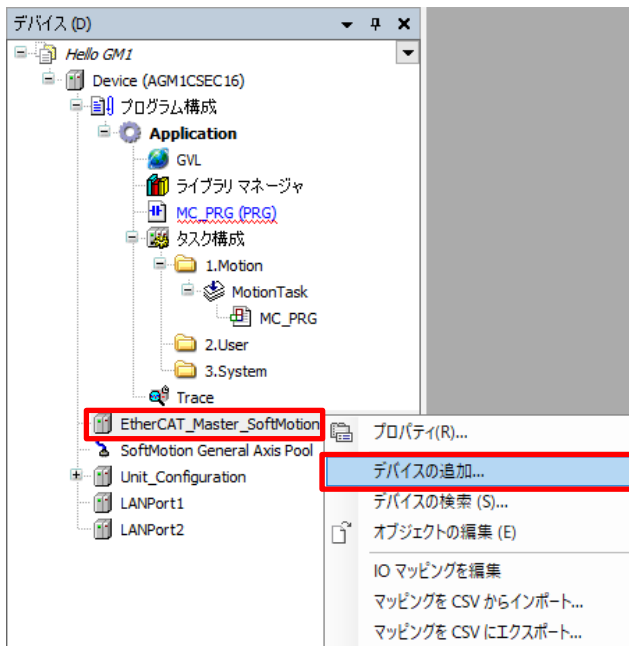 デバイス (D)
Hello GM1
Device (AGM1CSEC16)
プログラム構成
Application
GVL
ライブラリ マネージャ
MC_PRG (PRG)
タスク構成
1.Motion
MotionTask
MC_PRG
2.User
3.System
Trace
EtherCAT_Master_SoftMotion
SoftMotion General Axis Pool
Unit_Configuration
LANPort1
LANPort2
プロパティ(R)...
デバイスの追加...
デバイスの検索 (S)...
オブジェクトの編集 (E)
IO マッピングを編集
マッピングを CSV からインポート...
マッピングを CSV にエクスポート...